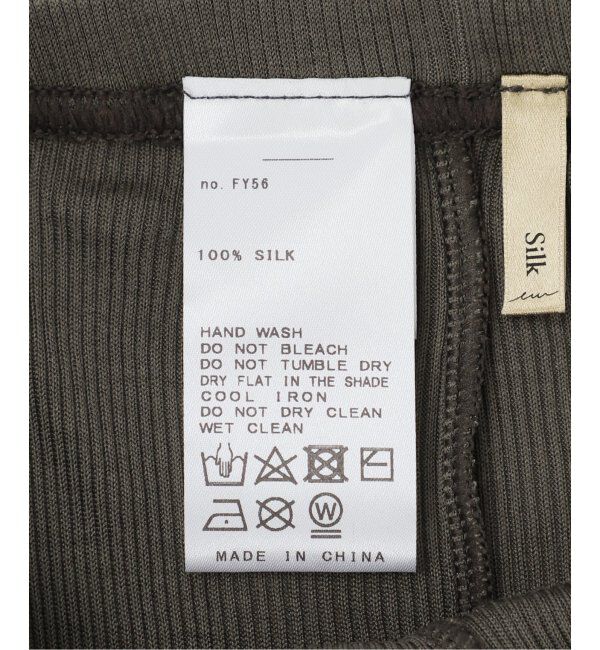 no. FY56
100% SILK
HAND WASH
DO NOT BLEACH
DO NOT TUMBLE DRY
DRY FLAT IN THE SHADE
COOL IRON
DO NOT DRY CLEAN
WET CLEAN
W
MADE IN CHINA
Silk